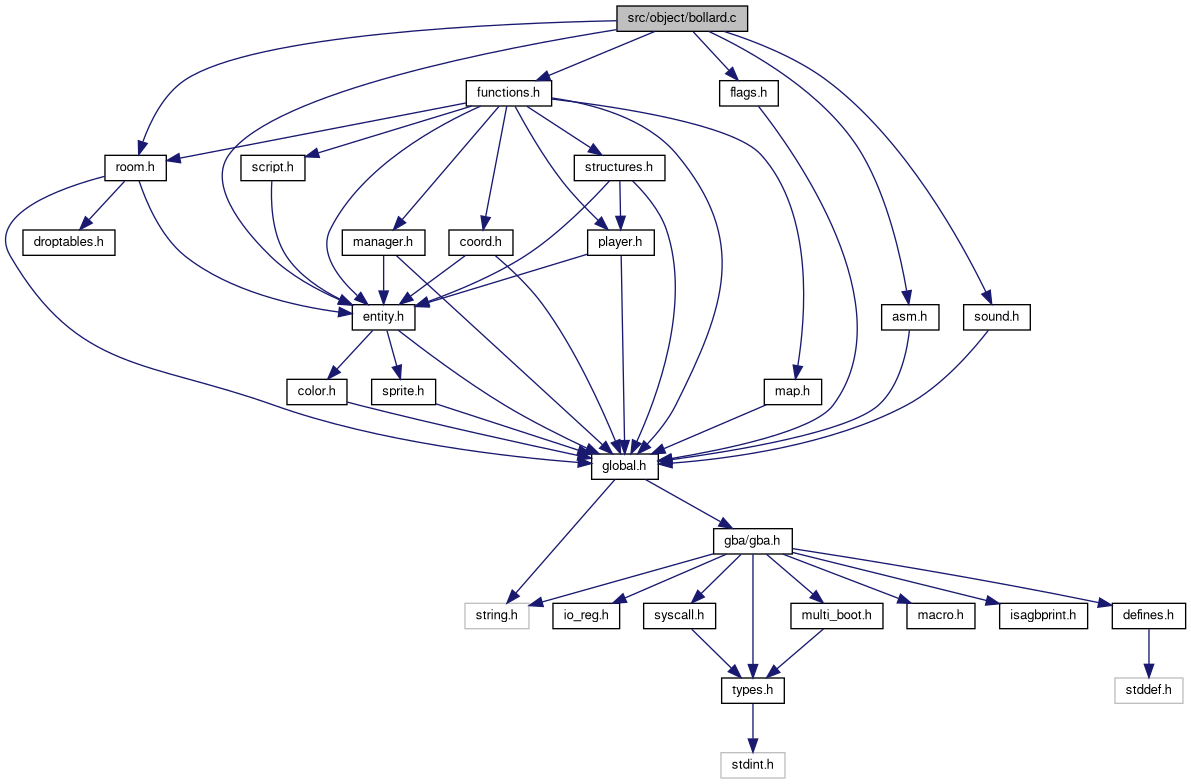 src/object/bollard.c
functions.h
flags.h
room.h
script.h
structures.h
droptables.h
manager.h
coord.h
player.h
entity.h
asm.h
sound.h
color.h
sprite.h
map.h
global.h
gba/gba.h
string.h
io_reg.h
syscall.h
multi_boot.h
macro.h
isagbprint.h
defines.h
types.h
stddef.h
stdint.h